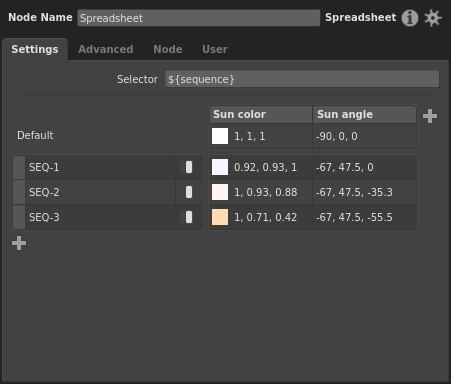 Node Name Spreadsheet Spreadsheet
Settings Advanced Node User
Selector ${sequence}
Sun color Sun angle
Default 1, 1, 1 -90, 0, 0
SEQ-1 0.92, 0.93, 1 -67, 47.5, 0
SEQ-2 1, 0.93, 0.88 -67, 47.5, -35.3
SEQ-3 1, 0.71, 0.42 -67, 47.5, -55.5